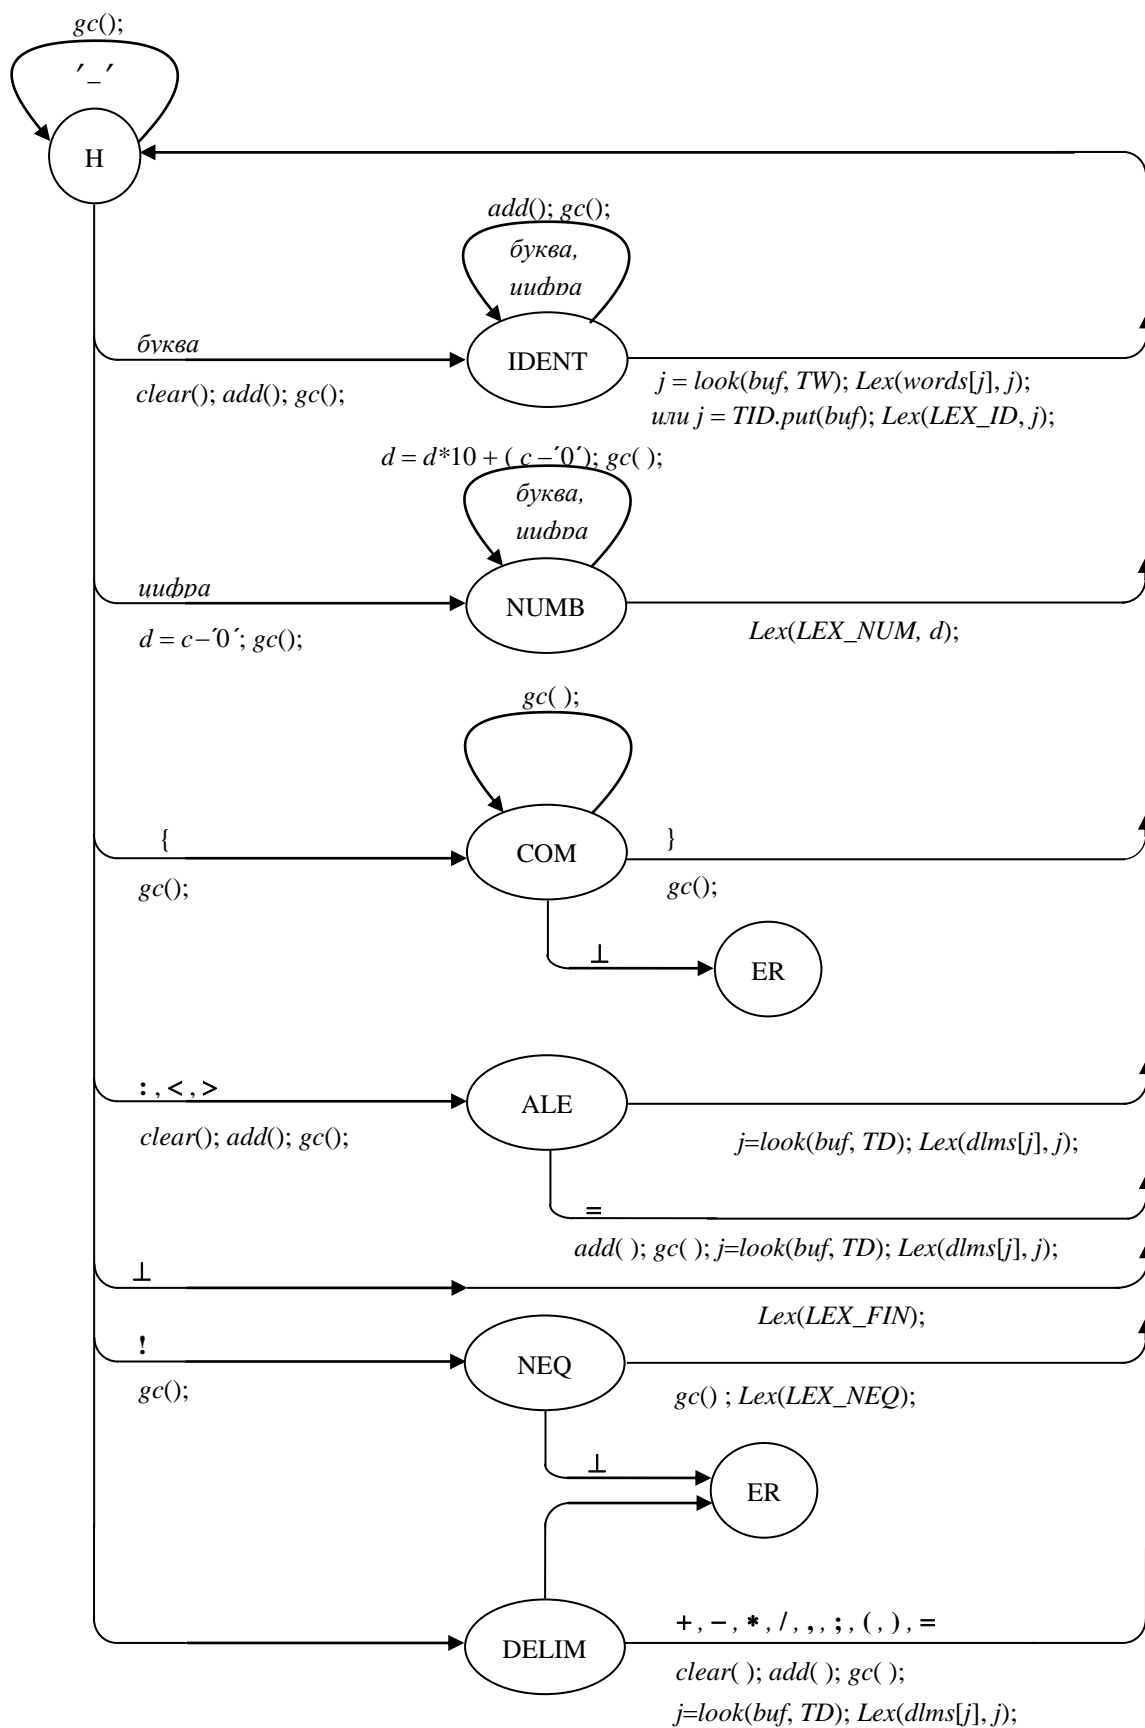 gc();
′_′
H
add(); gc();
буква,
цифра
буква
IDENT
clear(); add(); gc();
j = look(buf, TW); Lex(words[j], j);
или j = TID.put(buf); Lex(LEX_ID, j);
d = d*10 + ( c –′0′); gc( );
буква,
цифра
цифра
NUMB
d = c–′0′; gc();
Lex(LEX_NUM, d);
gc( );
{
COM
}
gc();
gc();
⊥
ER
: , < , >
ALE
clear(); add(); gc();
j=look(buf, TD); Lex(dlms[j], j);
=
add( ); gc( ); j=look(buf, TD); Lex(dlms[j], j);
⊥
Lex(LEX_FIN);
!
NEQ
gc();
gc() ; Lex(LEX_NEQ);
⊥
ER
+ , – , * , / , , , ; , ( , ) , =
DELIM
clear( ); add( ); gc( );
j=look(buf, TD); Lex(dlms[j], j);